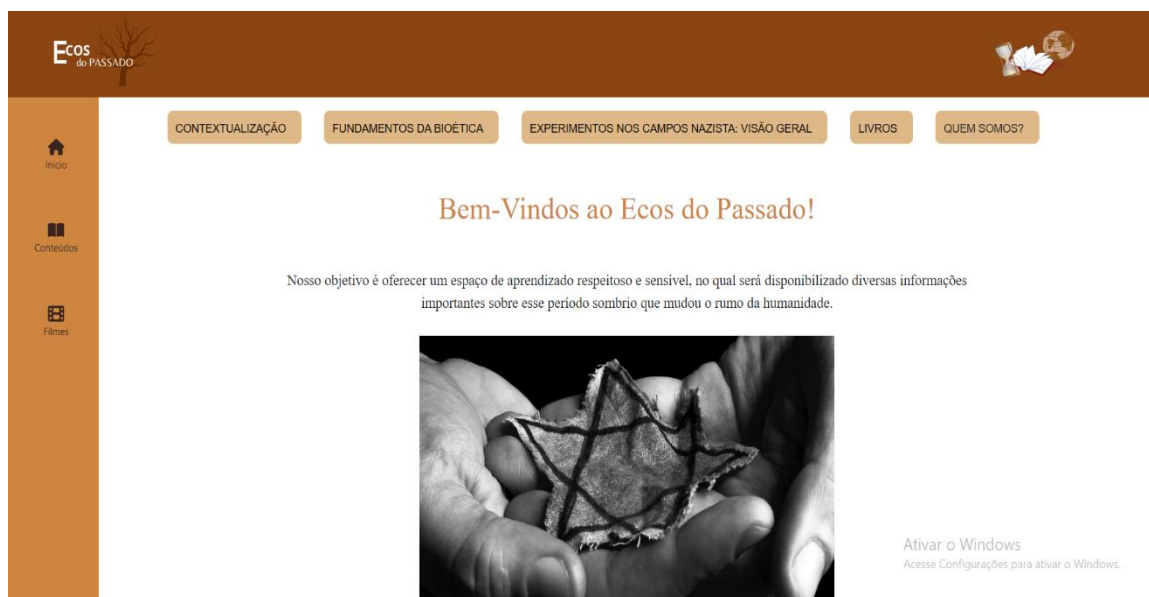 Ecos
do PASSADO
CONTEXTUALIZAÇÃO
FUNDAMENTOS DA BIOÉTICA
EXPERIMENTOS NOS CAMPOS NAZISTA: VISÃO GERAL
LIVROS
QUEM SOMOS?
Inicio
Conteúdos
Filmes
Bem-Vindos ao Ecos do Passado!
Nosso objetivo é oferecer um espaço de aprendizado respeitoso e sensível, no qual será disponibilizado diversas informações
importantes sobre esse período sombrio que mudou o rumo da humanidade.
Ativar o Windows
Acesse Configurações para ativar o Windows.